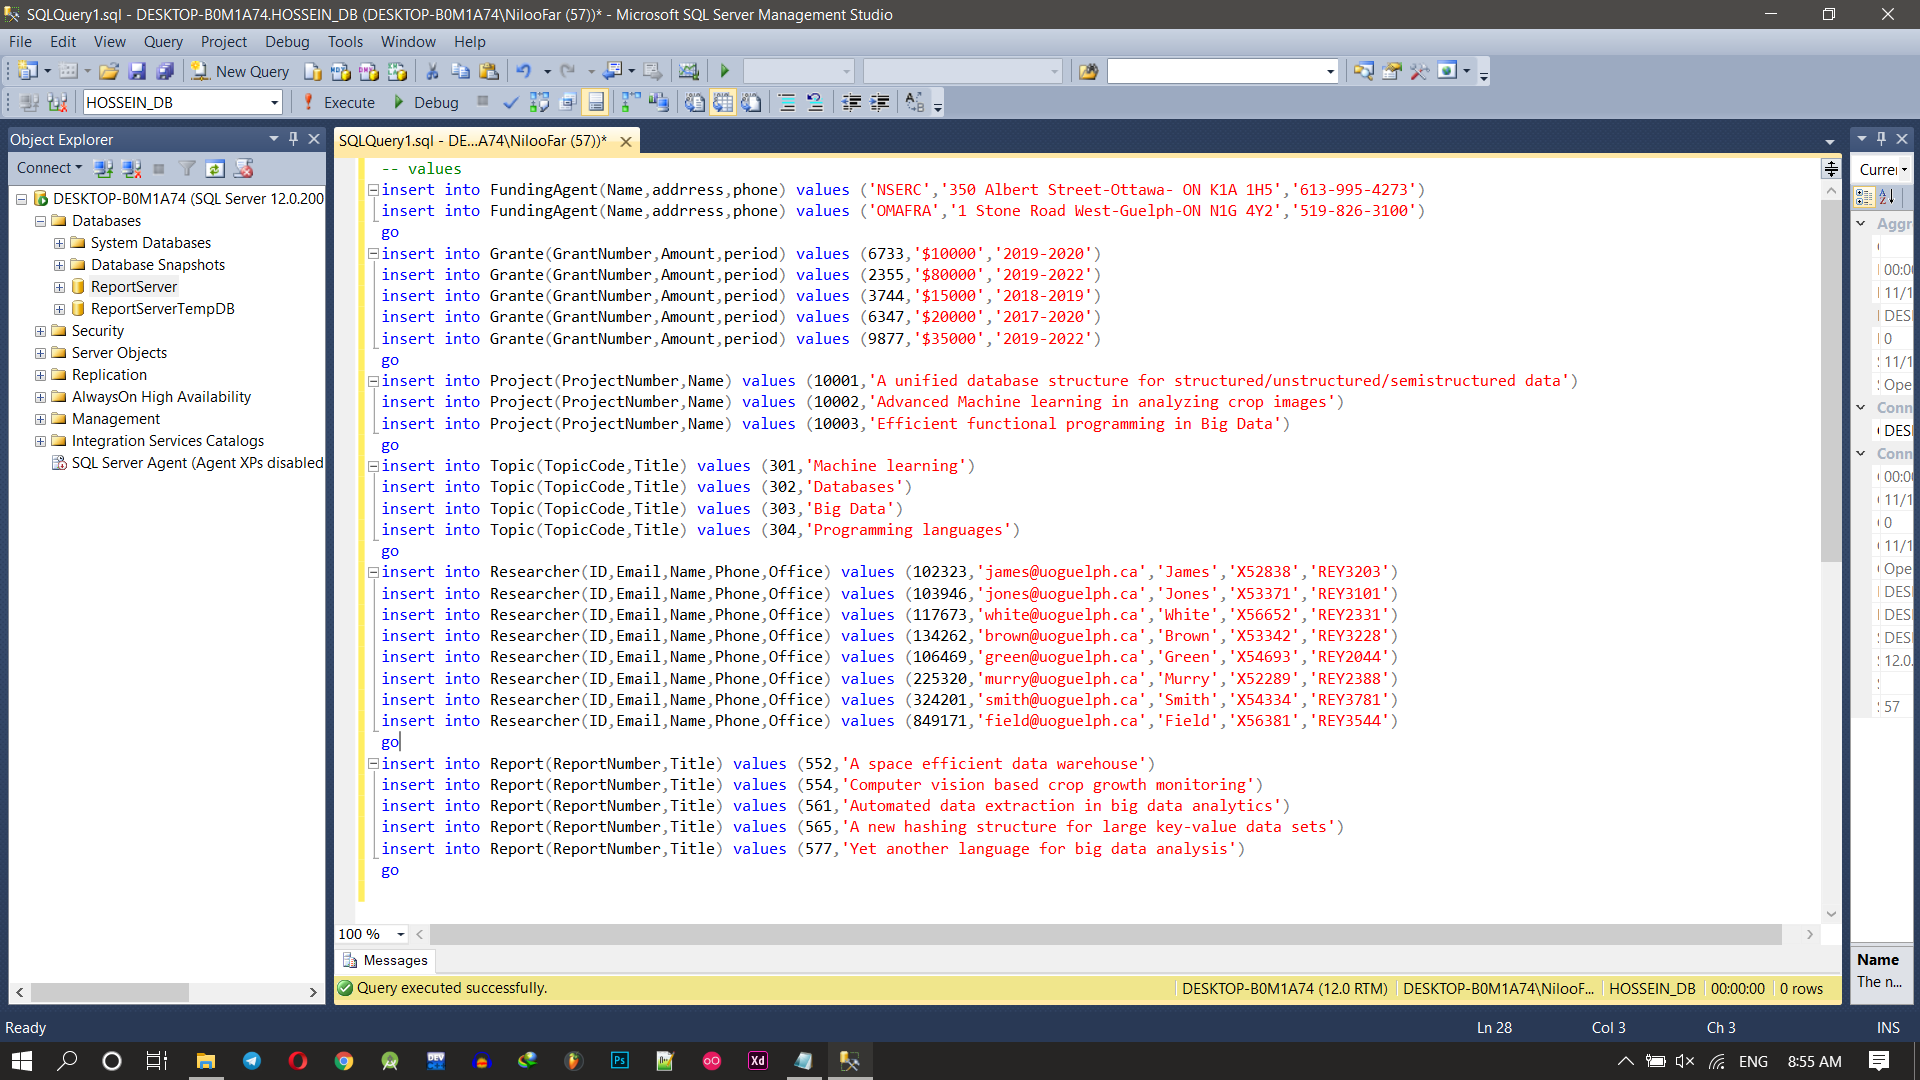 SQLQuery1.sql - DESKTOP-B0M1A74.HOSSEIN_DB (DESKTOP-B0M1A74\NilooFar (57))* - Microsoft SQL Server Management Studio
File Edit View Query Project Debug Tools Window Help
New Query
HOSSEIN_DB Execute Debug
Object Explorer
Connect
DESKTOP-B0M1A74 (SQL Server 12.0.200
Databases
System Databases
Database Snapshots
ReportServer
ReportServerTempDB
Security
Server Objects
Replication
AlwaysOn High Availability
Management
Integration Services Catalogs
SQL Server Agent (Agent XPs disabled
SQLQuery1.sql - DE...A74\NilooFar (57))*
-- values
insert into FundingAgent(Name,addrress,phone) values ('NSERC','350 Albert Street-Ottawa- ON K1A 1H5','613-995-4273')
insert into FundingAgent(Name,addrress,phone) values ('OMAFRA','1 Stone Road West-Guelph-ON N1G 4Y2','519-826-3100')
go
insert into Grante(GrantNumber,Amount,period) values (6733,'$10000','2019-2020')
insert into Grante(GrantNumber,Amount,period) values (2355,'$80000','2019-2022')
insert into Grante(GrantNumber,Amount,period) values (3744,'$15000','2018-2019')
insert into Grante(GrantNumber,Amount,period) values (6347,'$20000','2017-2020')
insert into Grante(GrantNumber,Amount,period) values (9877,'$35000','2019-2022')
go
insert into Project(ProjectNumber,Name) values (10001,'A unified database structure for structured/unstructured/semistructured data')
insert into Project(ProjectNumber,Name) values (10002,'Advanced Machine learning in analyzing crop images')
insert into Project(ProjectNumber,Name) values (10003,'Efficient functional programming in Big Data')
go
insert into Topic(TopicCode,Title) values (301,'Machine learning')
insert into Topic(TopicCode,Title) values (302,'Databases')
insert into Topic(TopicCode,Title) values (303,'Big Data')
insert into Topic(TopicCode,Title) values (304,'Programming languages')
go
insert into Researcher(ID,Email,Name,Phone,Office) values (102323,'james@uoguelph.ca','James','X52838','REY3203')
insert into Researcher(ID,Email,Name,Phone,Office) values (103946,'jones@uoguelph.ca','Jones','X53371','REY3101')
insert into Researcher(ID,Email,Name,Phone,Office) values (117673,'white@uoguelph.ca','White','X56652','REY2331')
insert into Researcher(ID,Email,Name,Phone,Office) values (134262,'brown@uoguelph.ca','Brown','X53342','REY3228')
insert into Researcher(ID,Email,Name,Phone,Office) values (106469,'green@uoguelph.ca','Green','X54693','REY2044')
insert into Researcher(ID,Email,Name,Phone,Office) values (225320,'murry@uoguelph.ca','Murry','X52289','REY2388')
insert into Researcher(ID,Email,Name,Phone,Office) values (324201,'smith@uoguelph.ca','Smith','X54334','REY3781')
insert into Researcher(ID,Email,Name,Phone,Office) values (849171,'field@uoguelph.ca','Field','X56381','REY3544')
go
insert into Report(ReportNumber,Title) values (552,'A space efficient data warehouse')
insert into Report(ReportNumber,Title) values (554,'Computer vision based crop growth monitoring')
insert into Report(ReportNumber,Title) values (561,'Automated data extraction in big data analytics')
insert into Report(ReportNumber,Title) values (565,'A new hashing structure for large key-value data sets')
insert into Report(ReportNumber,Title) values (577,'Yet another language for big data analysis')
go
100 %
Messages
Query executed successfully. DESKTOP-B0M1A74 (12.0 RTM) DESKTOP-B0M1A74\NilooF... HOSSEIN_DB 00:00:00 0 rows
Curre
Aggr
00:0
11/1
DESI
0
11/1
Ope
Conn
DESI
Conn
00:0
11/1
0
11/1
Ope
DESI
DESI
DESI
12.0.
57
Name
The n...
Ready Ln 28 Col 3 Ch 3 INS
DEV
Ps
Xd
ENG 8:55 AM